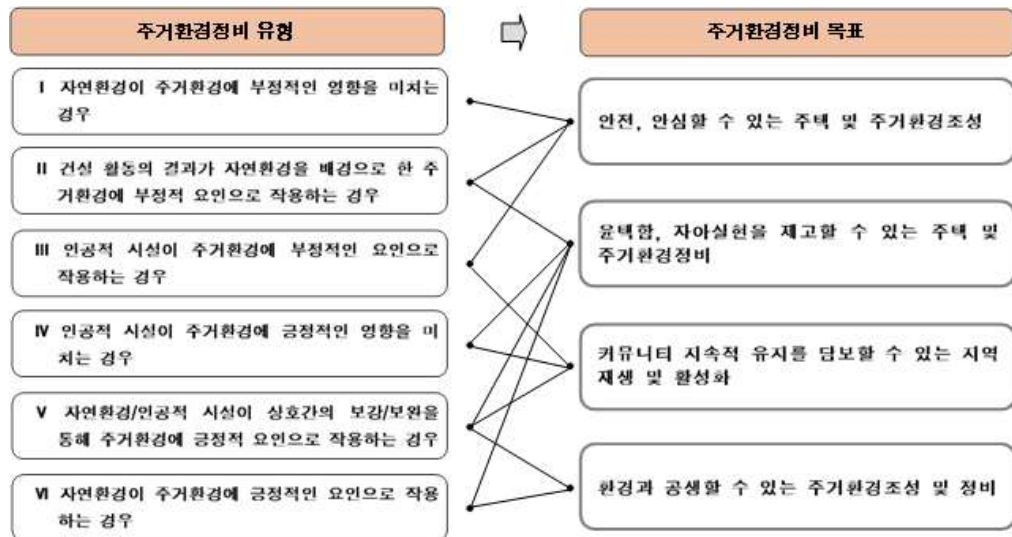 주거환경정비 유형
주거환경정비 목표
I 자연환경이 주거환경에 부정적인 영향을 미치는
경우
II 건설 활동의 결과가 자연환경을 배경으로 한 주
거환경에 부정적 요인으로 작용하는 경우
III 인공적 시설이 주거환경에 부정적인 요인으로
작용하는 경우
IV 인공적 시설이 주거환경에 긍정적인 영향을 미
치는 경우
V 자연환경/인공적 시설이 상호간의 보강/보완을
통해 주거환경에 긍정적 요인으로 작용하는 경우
VI 자연환경이 주거환경에 긍정적인 요인으로 작용
하는 경우
안전, 안심할 수 있는 주택 및 주거환경조성
윤택함, 자아실현을 제고할 수 있는 주택 및
주거환경정비
커뮤니티 지속적 유지를 담보할 수 있는 지역
재생 및 활성화
환경과 공생할 수 있는 주거환경조성 및 정비